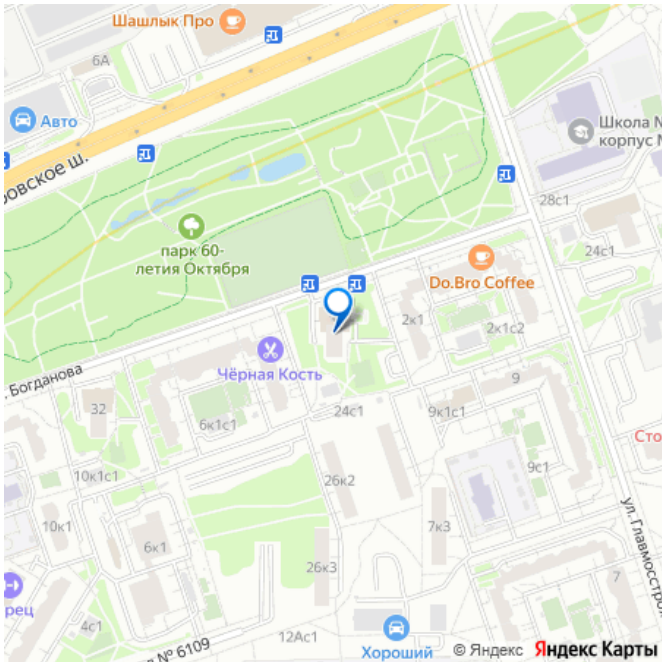 Шашлык Про
6А
Авто
Школа №
корпус №
ровское ш.
28с1
парк 60-
летия Октября
24с1
Do.Bro Coffee
2к1
2к1с2
Чёрная Кость
. Богданова
9
32
24с1
9к1с1
6к1с1
Сто
10к1с1
26к2
9с1
10к1
7к3
6к1
ул. Главмосстроя
26к3
7
рец
4с1
12Ас1
№ 6109
Хороший
© Яндекс Яндекс Карты